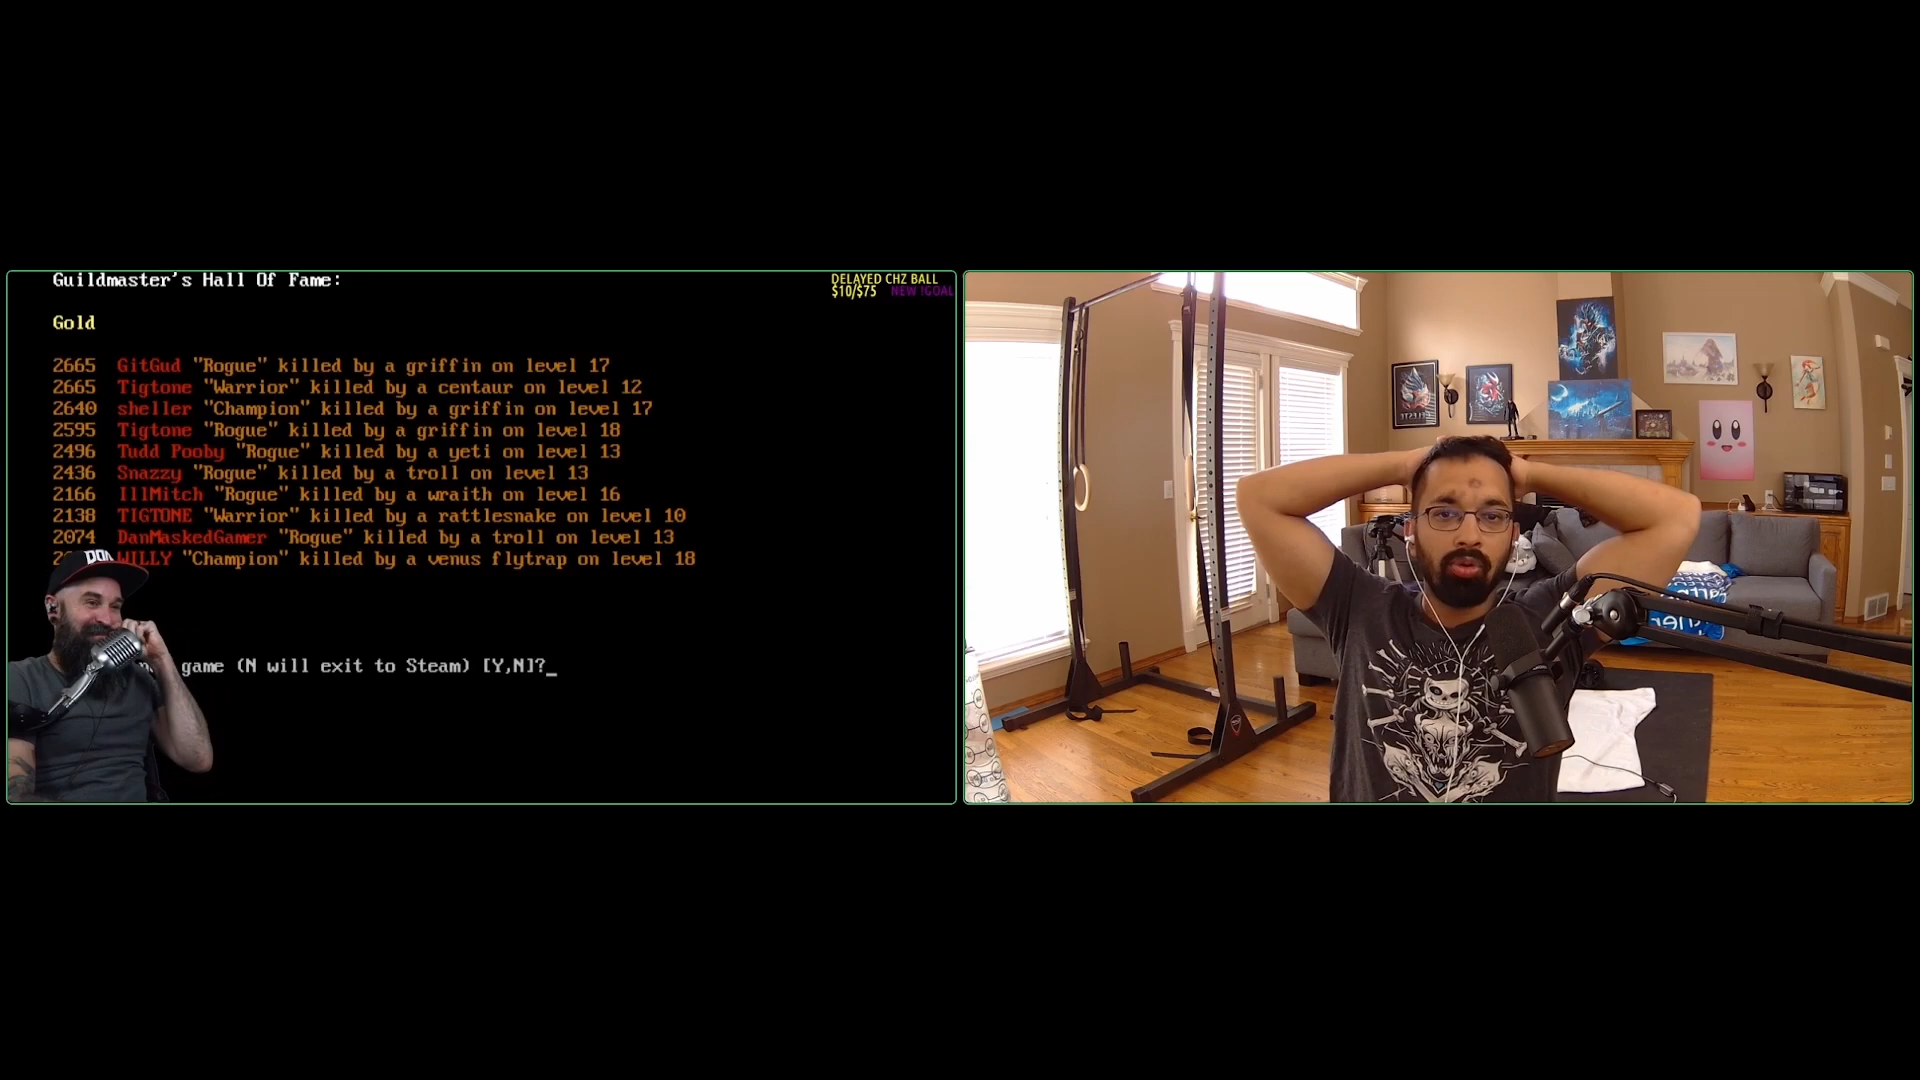 Guildmaster's Hall Of Fame:
DELAYED CHZ BALL
$10/$75 NEW !GOAL
Gold
2665 GitGud "Rogue" killed by a griffin on level 17
2665 Tigtone "Warrior" killed by a centaur on level 12
2640 sheller "Champion" killed by a griffin on level 17
2595 Tigtone "Rogue" killed by a griffin on level 18
2496 Tudd Pooby "Rogue" killed by a yeti on level 13
2436 Snazzy "Rogue" killed by a troll on level 13
2166 IllMitch "Rogue" killed by a wraith on level 16
2138 TIGTONE "Warrior" killed by a rattlesnake on level 10
2074 DanMaskedGamer "Rogue" killed by a troll on level 13
WILLY "Champion" killed by a venus flytrap on level 18
game (N will exit to Steam) [Y,N]?_